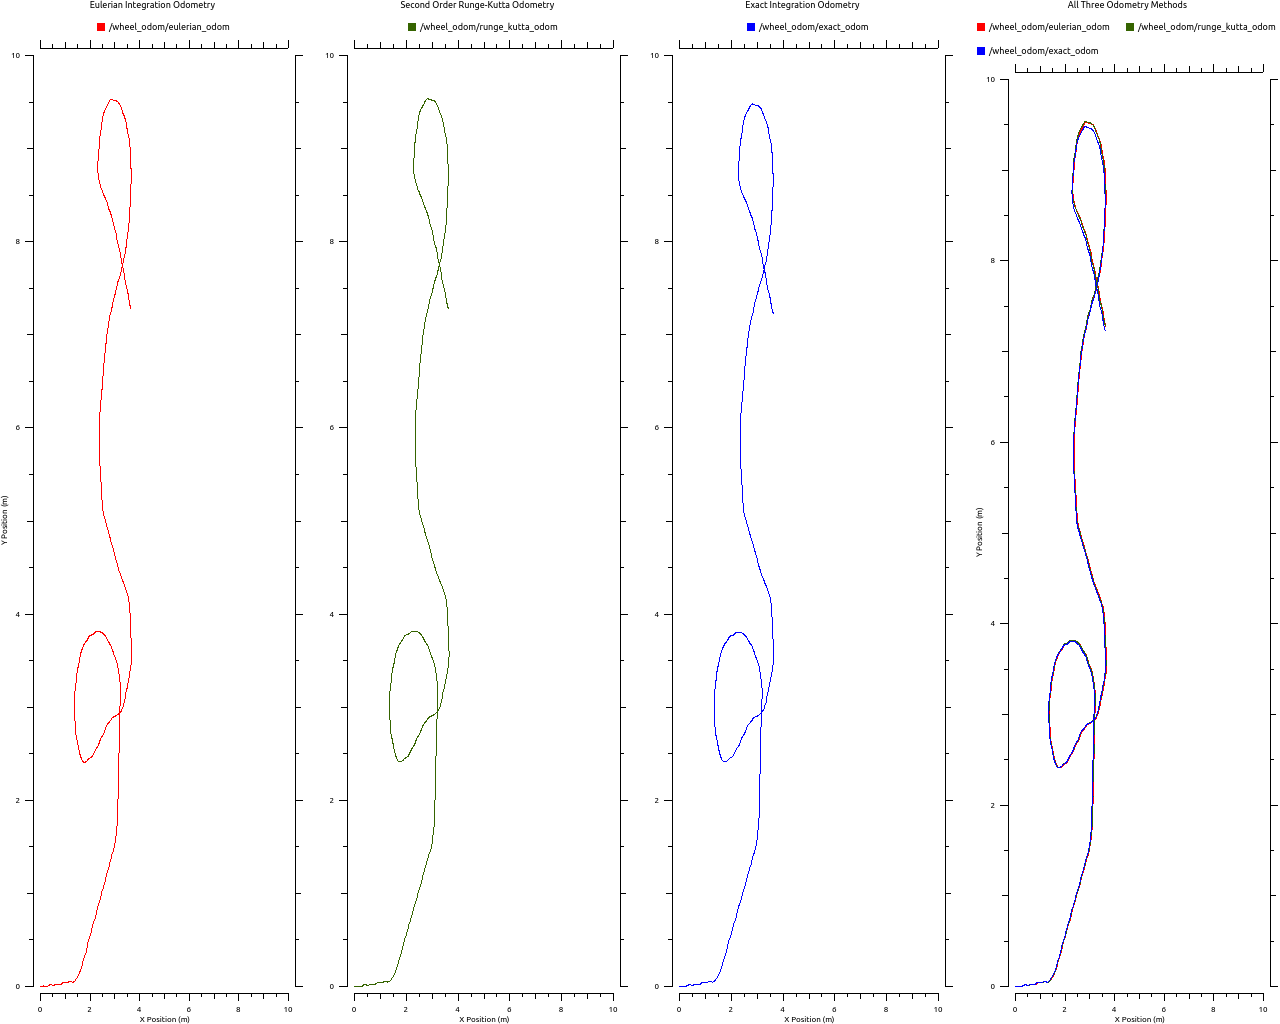 Eulerian Integration Odometry
/wheel_odom/eulerian_odom
10
8
6
4
2
0
Y Position (m)
0 2 4 6 8 10
X Position (m)
Second Order Runge-Kutta Odometry
/wheel_odom/runge_kutta_odom
10
8
6
4
2
0
0 2 4 6 8 10
X Position (m)
Exact Integration Odometry
/wheel_odom/exact_odom
10
8
6
4
2
0
0 2 4 6 8 10
X Position (m)
All Three Odometry Methods
/wheel_odom/eulerian_odom /wheel_odom/runge_kutta_odom
/wheel_odom/exact_odom
10
8
6
4
2
0
Y Position (m)
0 2 4 6 8 10
X Position (m)